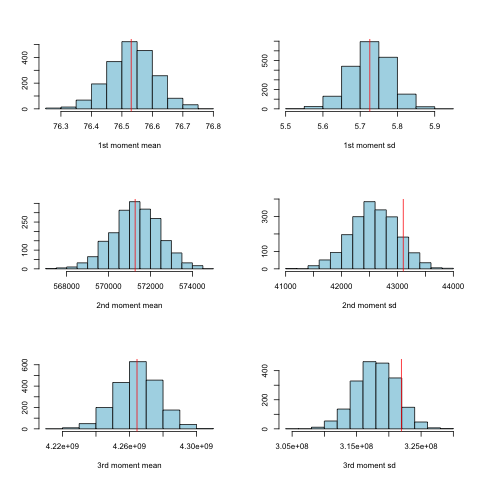 0 200 400
76.3 76.4 76.5 76.6 76.7 76.8
1st moment mean
0 200 500
5.5 5.6 5.7 5.8 5.9
1st moment sd
0 100 250
568000 570000 572000 574000
2nd moment mean
0 100 300
41000 42000 43000 44000
2nd moment sd
0 200 400 600
4.22e+09 4.26e+09 4.30e+09
3rd moment mean
0 200 400
3.05e+08 3.15e+08 3.25e+08
3rd moment sd